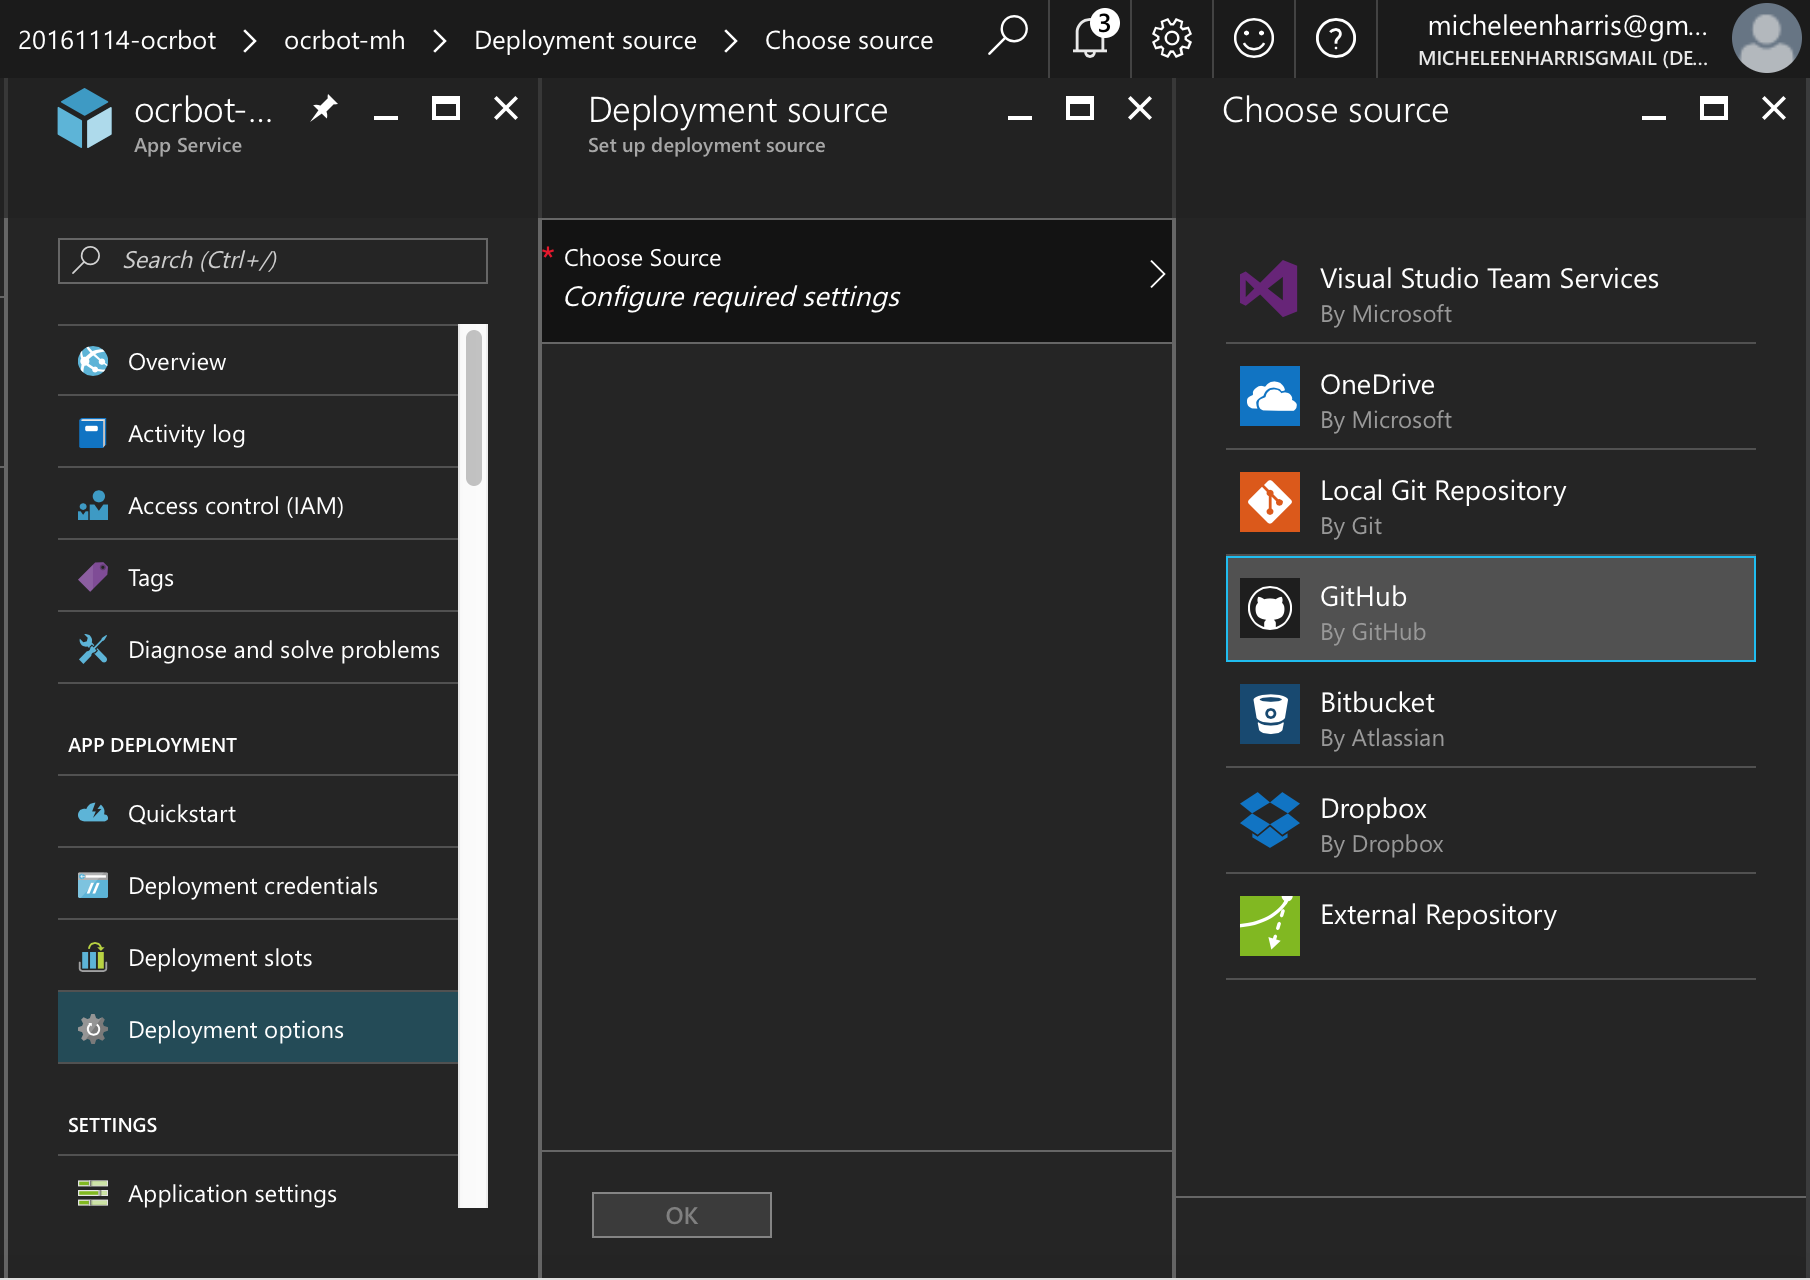 20161114-ocrbot > ocrbot-mh > Deployment source > Choose source
3
micheleenharris@gm...
MICHELEENHARRISGMAIL (DE...
ocrbot-...
App Service
Search (Ctrl+/)
Overview
Activity log
Access control (IAM)
Tags
Diagnose and solve problems
APP DEPLOYMENT
Quickstart
Deployment credentials
Deployment slots
Deployment options
SETTINGS
Application settings
Deployment source
Set up deployment source
* Choose Source
Configure required settings
OK
Choose source
Visual Studio Team Services
By Microsoft
OneDrive
By Microsoft
Local Git Repository
By Git
GitHub
By GitHub
Bitbucket
By Atlassian
Dropbox
By Dropbox
External Repository